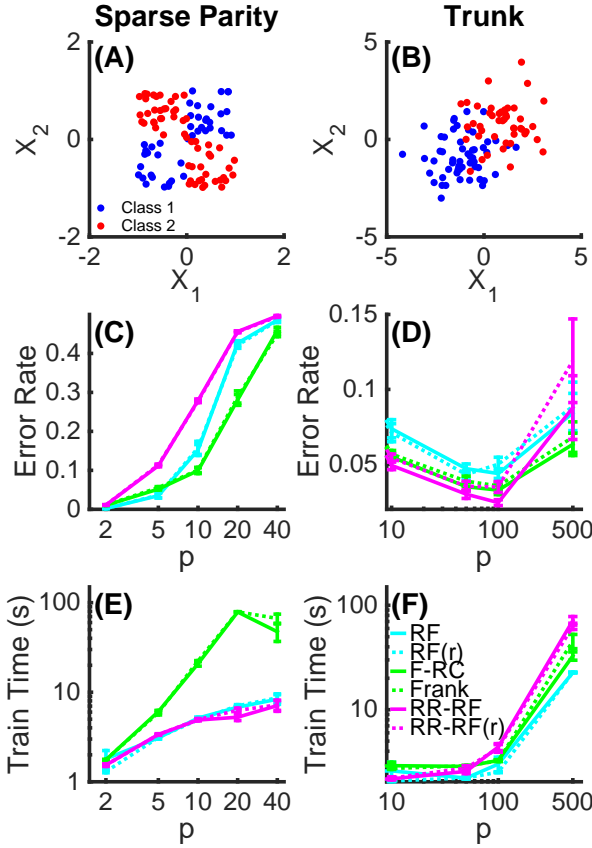 Sparse Parity
Trunk
(A)
2
0
-2
X2
-2
0
2
X1
Class 1
Class 2
(B)
5
0
-5
X2
-5
0
5
X1
(C)
0.4
0.3
0.2
0.1
0
Error Rate
2
5
10
20
40
p
(D)
0.15
0.1
0.05
Error Rate
10
100
500
p
(E)
100
10
1
Train Time (s)
2
5
10
20
40
p
(F)
100
10
1
Train Time (s)
RF
RF(r)
F-RC
Frank
RR-RF
RR-RF(r)
10
100
500
p